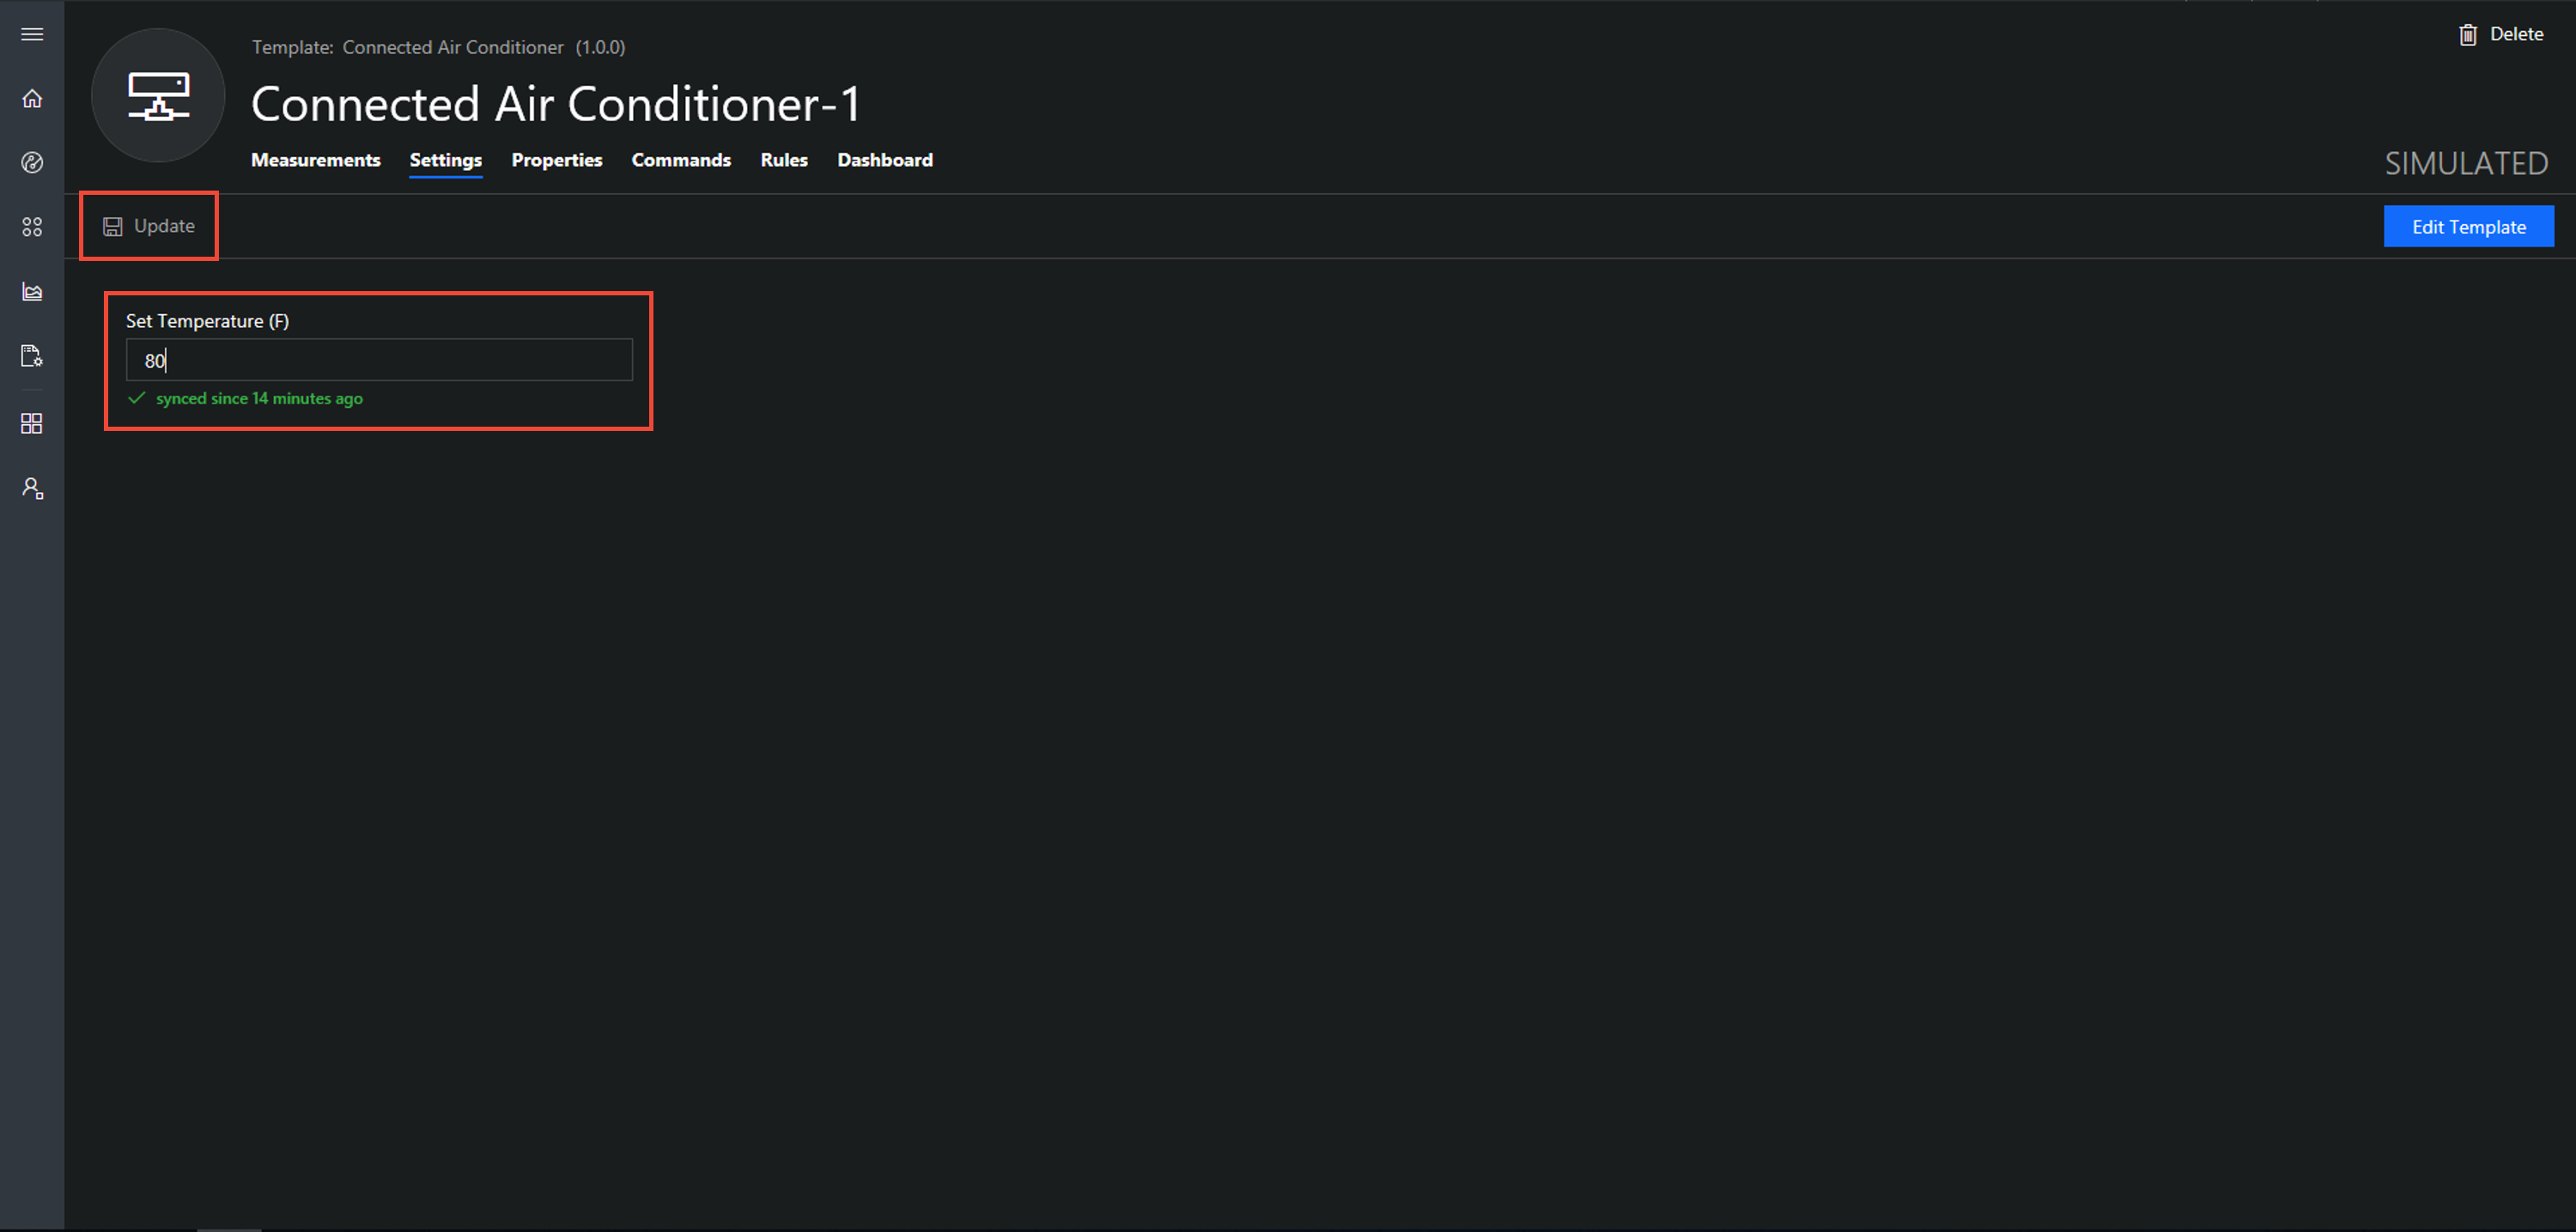 Template: Connected Air Conditioner (1.0.0)
Delete
Connected Air Conditioner-1
Measurements Settings Properties Commands Rules Dashboard
SIMULATED
Update
Edit Template
Set Temperature (F)
80
synced since 14 minutes ago